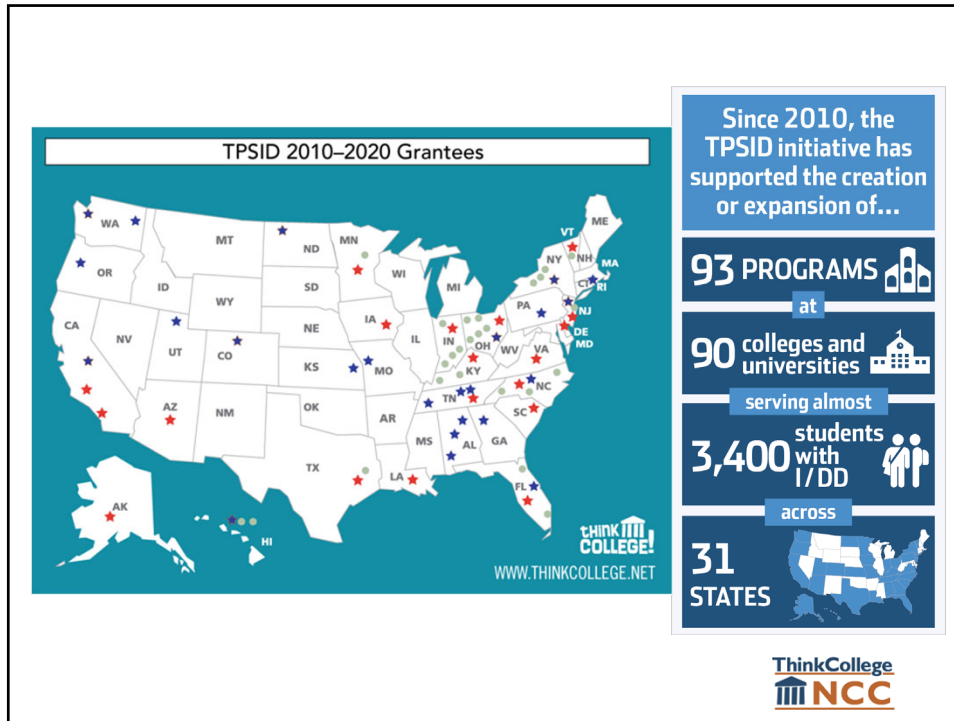 TPSID 2010–2020 Grantees
WA
MT
ND
MN
VT
ME
OR
ID
SD
WI
NY
NH
MA
WY
MI
CT
RI
CA
NV
NE
IA
PA
NJ
UT
CO
IL
IN
OH
DE
MD
KS
MO
WV
VA
KY
AZ
NM
OK
AR
TN
NC
SC
TX
MS
AL
GA
LA
FL
AK
HI
THINK
COLLEGE!
WWW.THINKCOLLEGE.NET
Since 2010, the
TPSID initiative has
supported the creation
or expansion of...
93 PROGRAMS
at
90 colleges and
universities
serving almost
3,400 students
with
I/DD
across
31
STATES
ThinkCollege
NCC